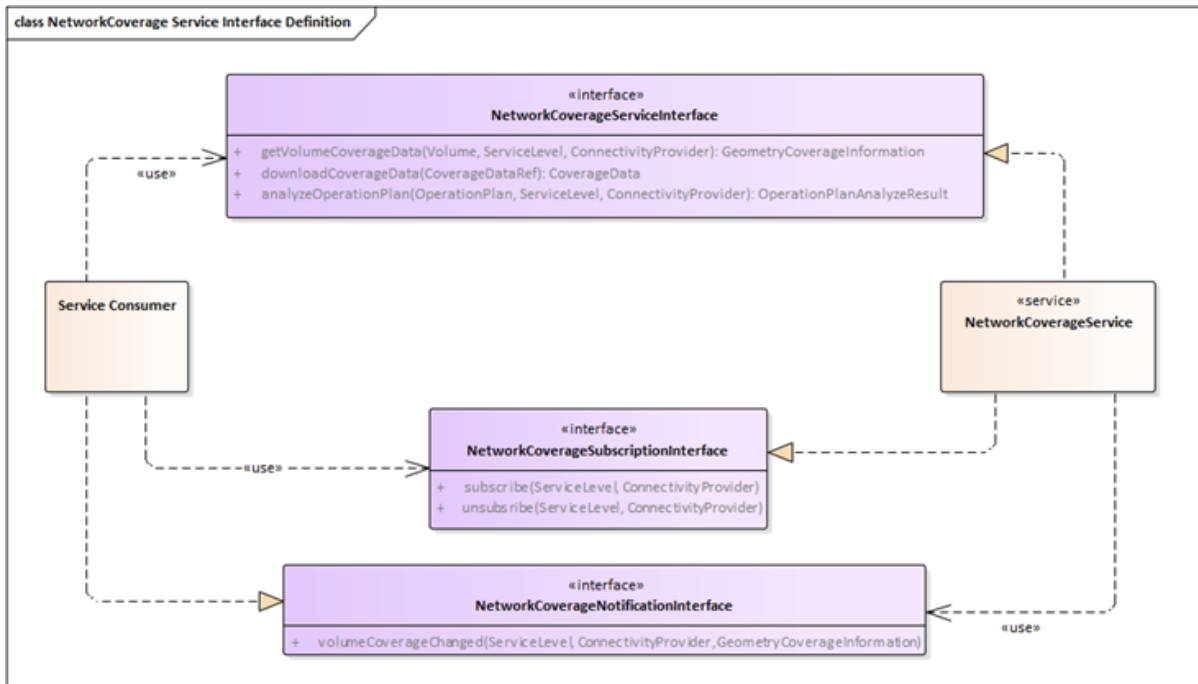 class NetworkCoverage Service Interface Definition
«interface»
NetworkCoverageServiceInterface
+ getVolumeCoverageData(Volume, ServiceLevel, ConnectivityProvider): GeometryCoverageInformation
+ downloadCoverageData(CoverageDataRef): CoverageData
+ analyzeOperationPlan(OperationPlan, ServiceLevel, ConnectivityProvider): OperationPlanAnalyzeResult
«use»
Service Consumer
«service»
NetworkCoverageService
«interface»
NetworkCoverageSubscriptionInterface
«use»
+ subscribe(ServiceLevel, ConnectivityProvider)
+ unsubsribe(ServiceLevel, ConnectivityProvider)
«interface»
NetworkCoverageNotificationInterface
«use»
+ volumeCoverageChanged(ServiceLevel, ConnectivityProvider,GeometryCoverageInformation)